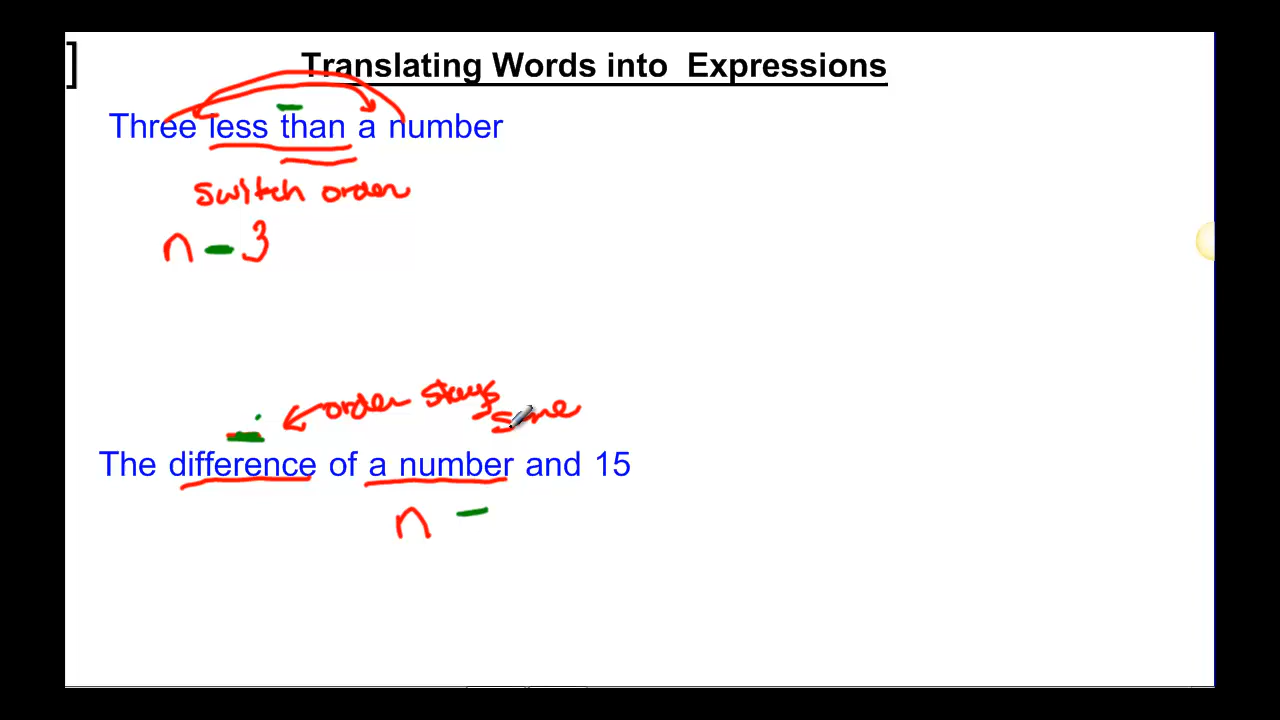 ]
Translating Words into Expressions
Three less than a number
switch order
n - 3
order stays
same
The difference of a number and 15
n -